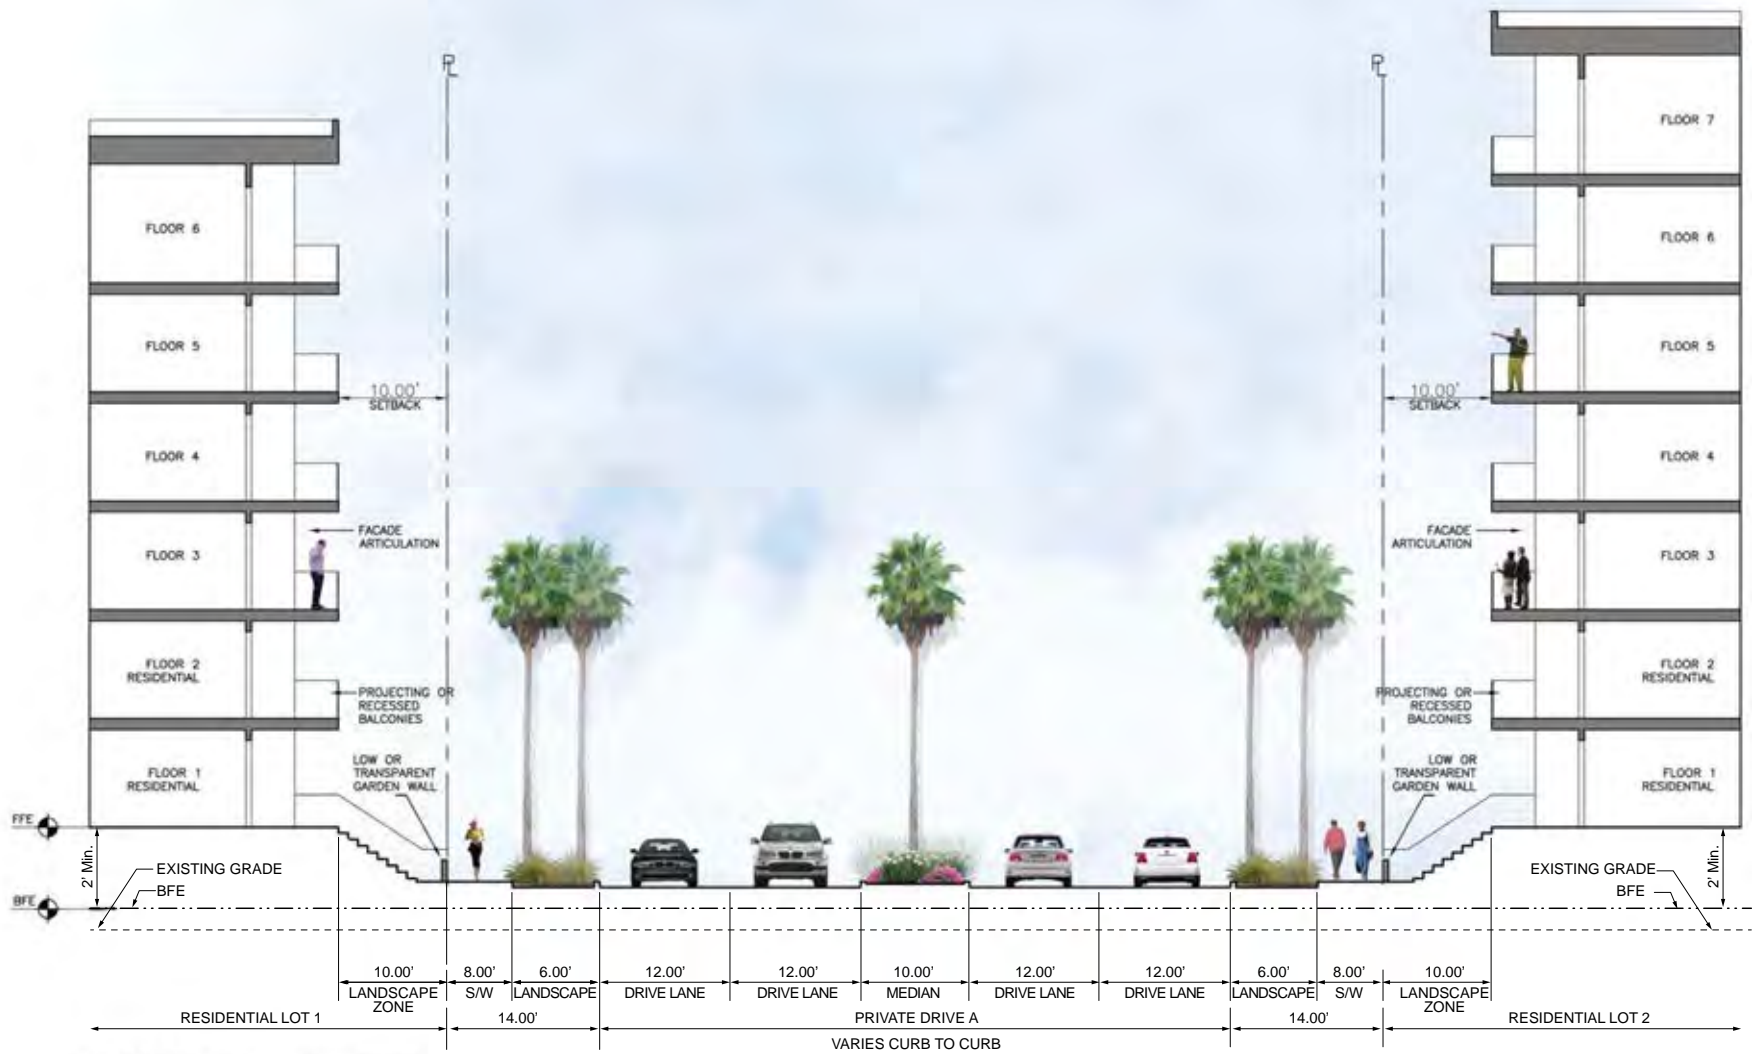 PL
PL
FLOOR 7
FLOOR 6
FLOOR 6
FLOOR 5
FLOOR 5
10.00'
SETBACK
10.00'
SETBACK
FLOOR 4
FLOOR 4
FACADE
ARTICULATION
FACADE
ARTICULATION
FLOOR 3
FLOOR 3
FLOOR 2
RESIDENTIAL
FLOOR 2
RESIDENTIAL
PROJECTING OR
RECESSED
BALCONIES
PROJECTING OR
RECESSED
BALCONIES
FLOOR 1
RESIDENTIAL
LOW OR
TRANSPARENT
GARDEN WALL
LOW OR
TRANSPARENT
GARDEN WALL
FLOOR 1
RESIDENTIAL
FFE
2' Min.
EXISTING GRADE
BFE
BFE
EXISTING GRADE
BFE
2' Min.
10.00'
LANDSCAPE
ZONE
8.00'
S/W
6.00'
LANDSCAPE
12.00'
DRIVE LANE
12.00'
DRIVE LANE
10.00'
MEDIAN
12.00'
DRIVE LANE
12.00'
DRIVE LANE
6.00'
LANDSCAPE
8.00'
S/W
10.00'
LANDSCAPE
ZONE
RESIDENTIAL LOT 1
14.00'
PRIVATE DRIVE A
14.00'
RESIDENTIAL LOT 2
VARIES CURB TO CURB